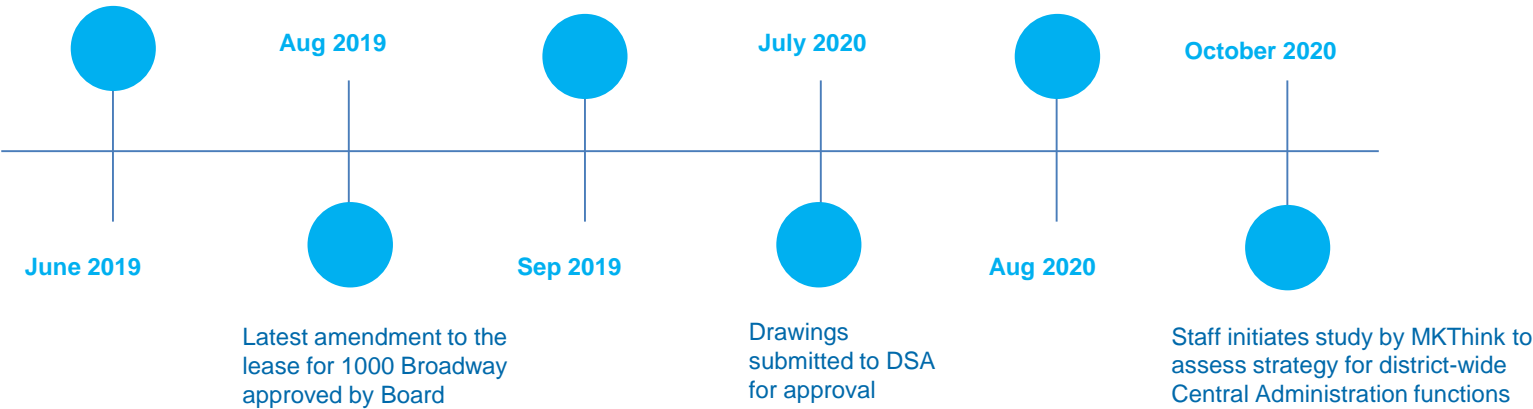 Aug 2019
July 2020
October 2020
June 2019
Sep 2019
Aug 2020
Latest amendment to the
lease for 1000 Broadway
approved by Board
Drawings
submitted to DSA
for approval
Staff initiates study by MKThink to
assess strategy for district-wide
Central Administration functions